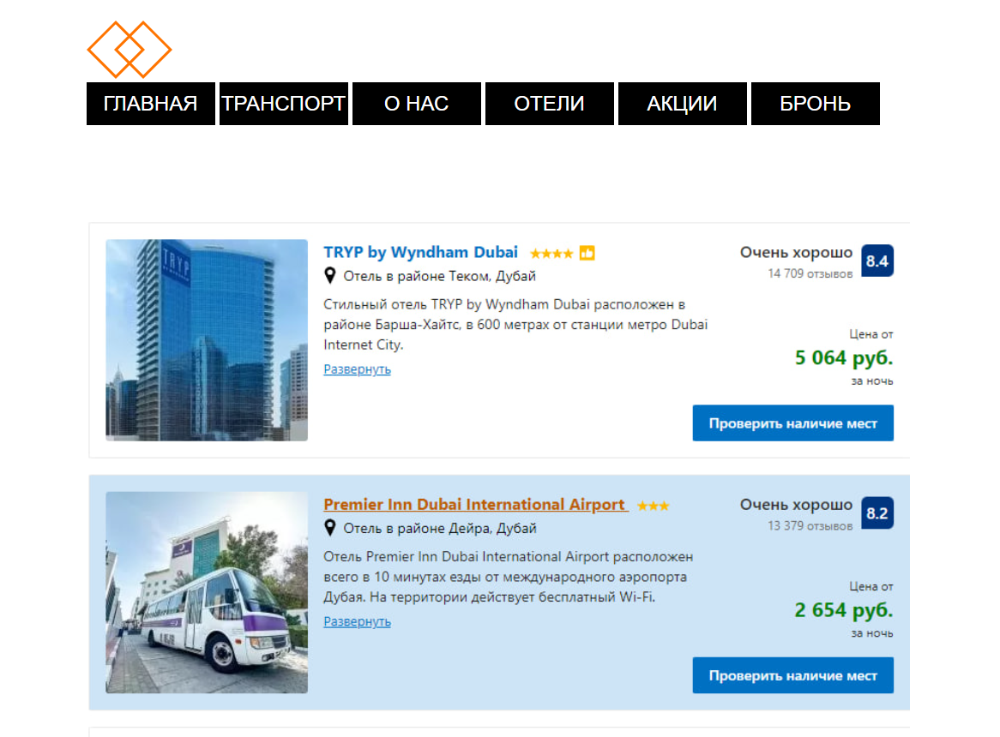 ГЛАВНАЯ ТРАНСПОРТ О НАС ОТЕЛИ АКЦИИ БРОНЬ
TRYP
TRYP by Wyndham Dubai
Отель в районе Теком, Дубай
Стильный отель TRYP by Wyndham Dubai расположен в
районе Барша-Хайтс, в 600 метрах от станции метро Dubai
Internet City.
Развернуть
Очень хорошо 8.4
14 709 отзывов
Цена от
5 064 руб.
за ночь
Проверить наличие мест
Premier Inn Dubai International Airport
Отель в районе Дейра, Дубай
Отель Premier Inn Dubai International Airport расположен
всего в 10 минутах езды от международного аэропорта
Дубая. На территории действует бесплатный Wi-Fi.
Развернуть
Очень хорошо 8.2
13 379 отзывов
Цена от
2 654 руб.
за ночь
Проверить наличие мест